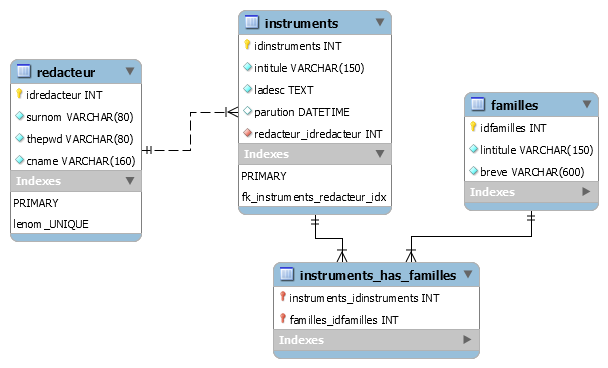 redacteur
idredacteur INT
surnom VARCHAR(80)
thepwd VARCHAR(80)
cname VARCHAR(160)
Indexes
PRIMARY
lenom_UNIQUE
instruments
idinstruments INT
intitule VARCHAR(150)
ladesc TEXT
parution DATETIME
redacteur_idredacteur INT
Indexes
PRIMARY
fk_instruments_redacteur_idx
familles
idfamilles INT
lintitule VARCHAR(150)
breve VARCHAR(600)
Indexes
instruments_has_familles
instruments_idinstruments INT
familles_idfamilles INT
Indexes